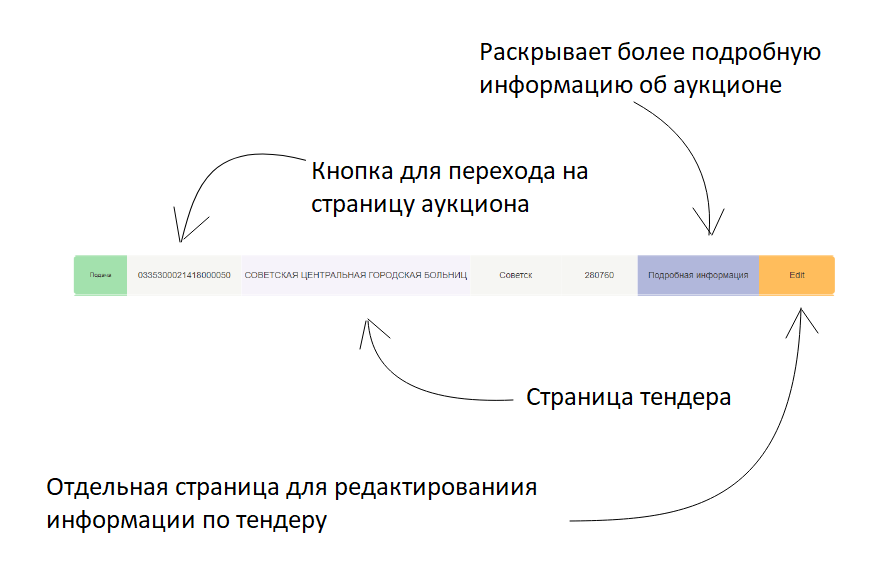 Раскрывает более подробную
информацию об аукционе
Кнопка для перехода на
страницу аукциона
Подача 0335300021418000050 СОВЕТСКАЯ ЦЕНТРАЛЬНАЯ ГОРОДСКАЯ БОЛЬНИЦ Советск 280760 Подробная информация Edit
Страница тендера
Отдельная страница для редактированиия
информации по тендеру